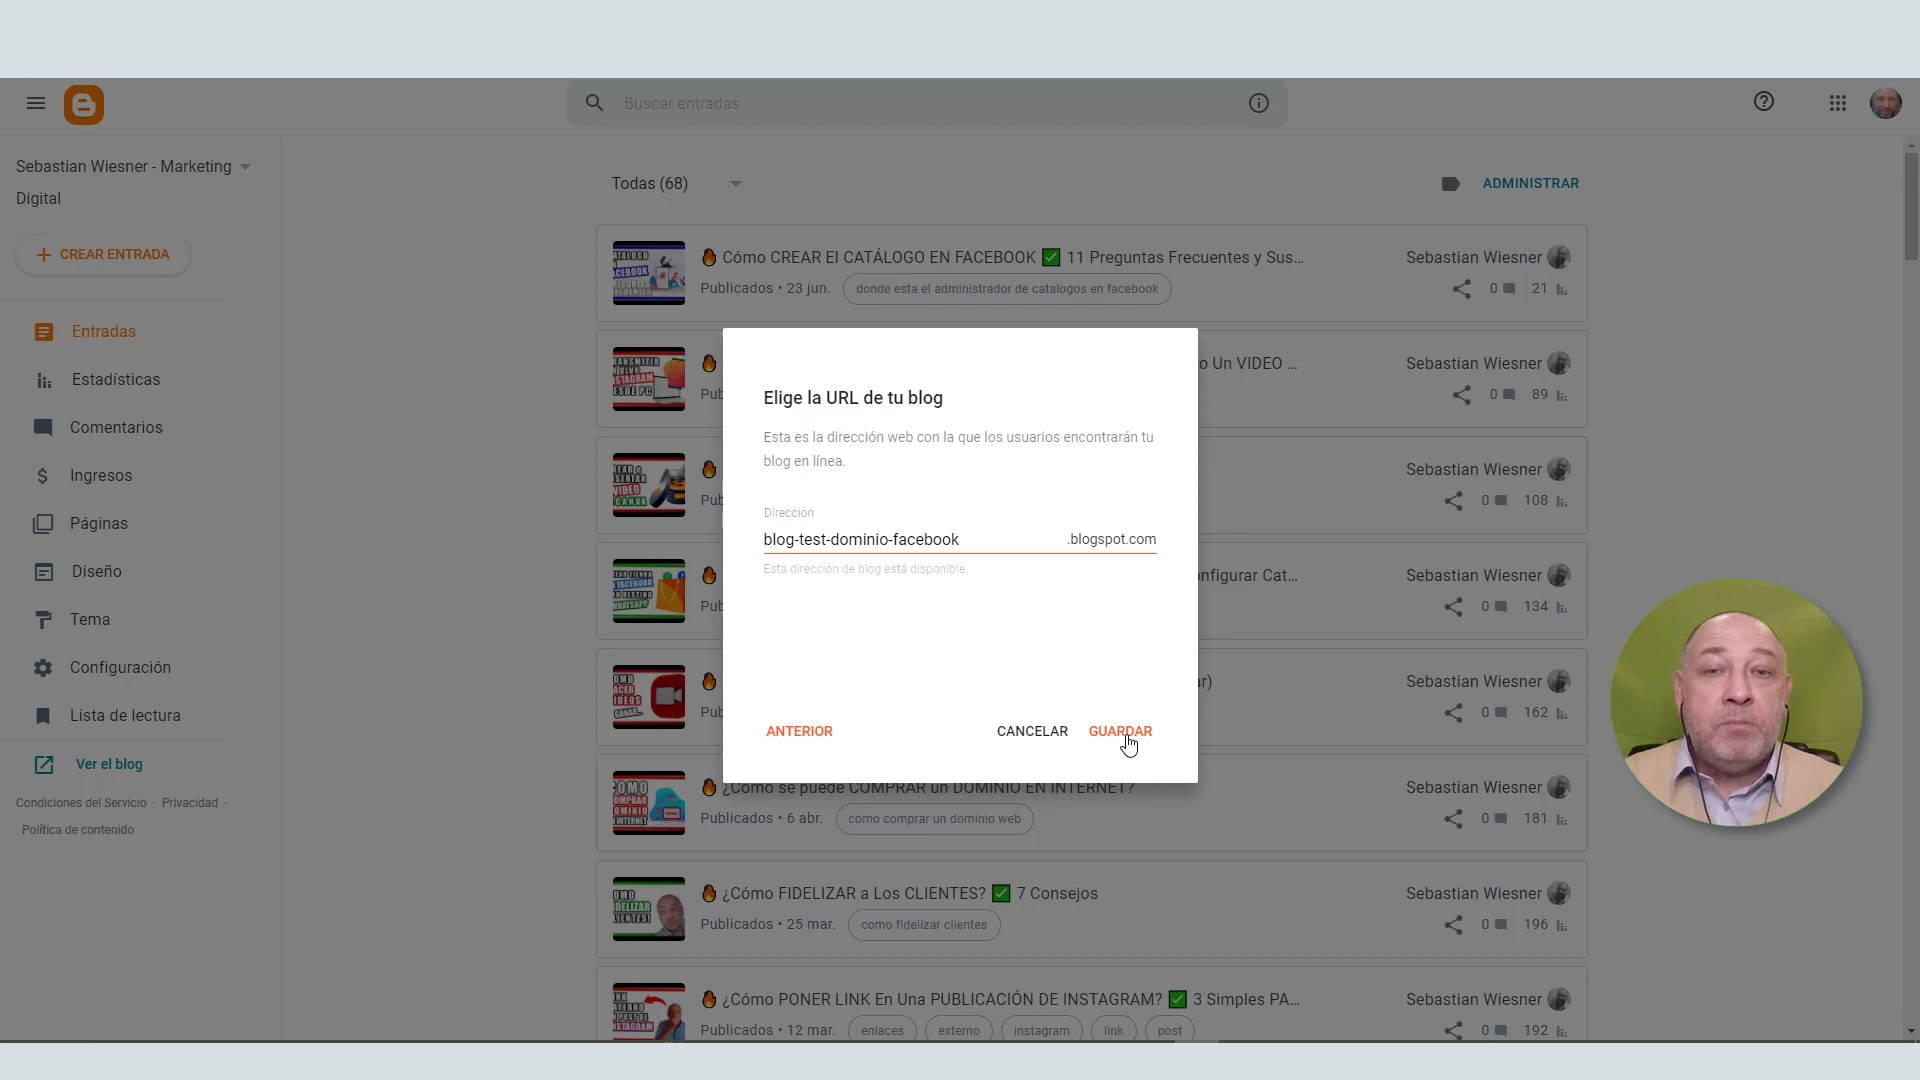 Buscar entradas
Sebastian Wiesner - Marketing
Digital
CREAR ENTRADA
Entradas
Estadísticas
Comentarios
Ingresos
Páginas
Diseño
Tema
Configuración
Lista de lectura
Ver el blog
Condiciones del Servicio · Privacidad ·
Política de contenido
Todas (68)
ADMINISTRAR
Cómo CREAR El CATÁLOGO EN FACEBOOK ✅ 11 Preguntas Frecuentes y Sus...
Sebastian Wiesner
Publicados • 23 jun.
donde esta el administrador de catalogos en facebook
0
21
o Un VIDEO ...
Sebastian Wiesner
Pub
0
89
Sebastian Wiesner
Pub
0
108
nfigurar Cat...
Sebastian Wiesner
Pub
0
134
ar)
Sebastian Wiesner
Pub
0
162
Elige la URL de tu blog
Esta es la dirección web con la que los usuarios encontrarán tu
blog en línea.
Dirección
blog-test-dominio-facebook
.blogspot.com
Esta dirección de blog está disponible.
ANTERIOR
CANCELAR
GUARDAR
¿Cómo se puede COMPRAR un DOMINIO EN INTERNET?
Sebastian Wiesner
Publicados • 6 abr.
como comprar un dominio web
0
181
¿Cómo FIDELIZAR a Los CLIENTES? ✅ 7 Consejos
Sebastian Wiesner
Publicados • 25 mar.
como fidelizar clientes
0
196
¿Cómo PONER LINK En Una PUBLICACIÓN DE INSTAGRAM? ✅ 3 Simples PA...
Sebastian Wiesner
Publicados • 12 mar.
enlaces
externo
instagram
link
post
0
192